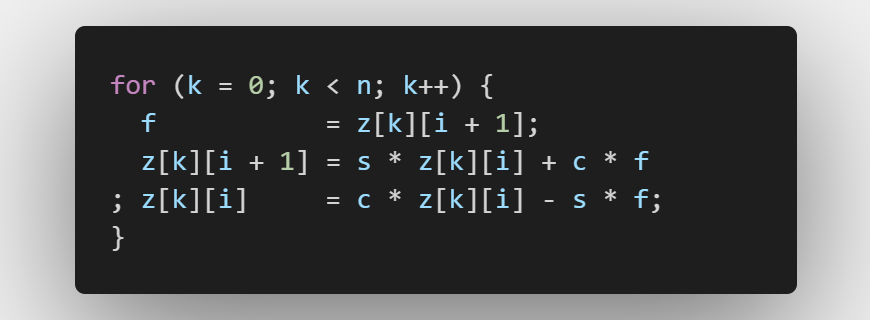 for (k = 0; k < n; k++) {
  f           = z[k][i + 1];
  z[k][i + 1] = s * z[k][i] + c * f
; z[k][i]     = c * z[k][i] - s * f;
}